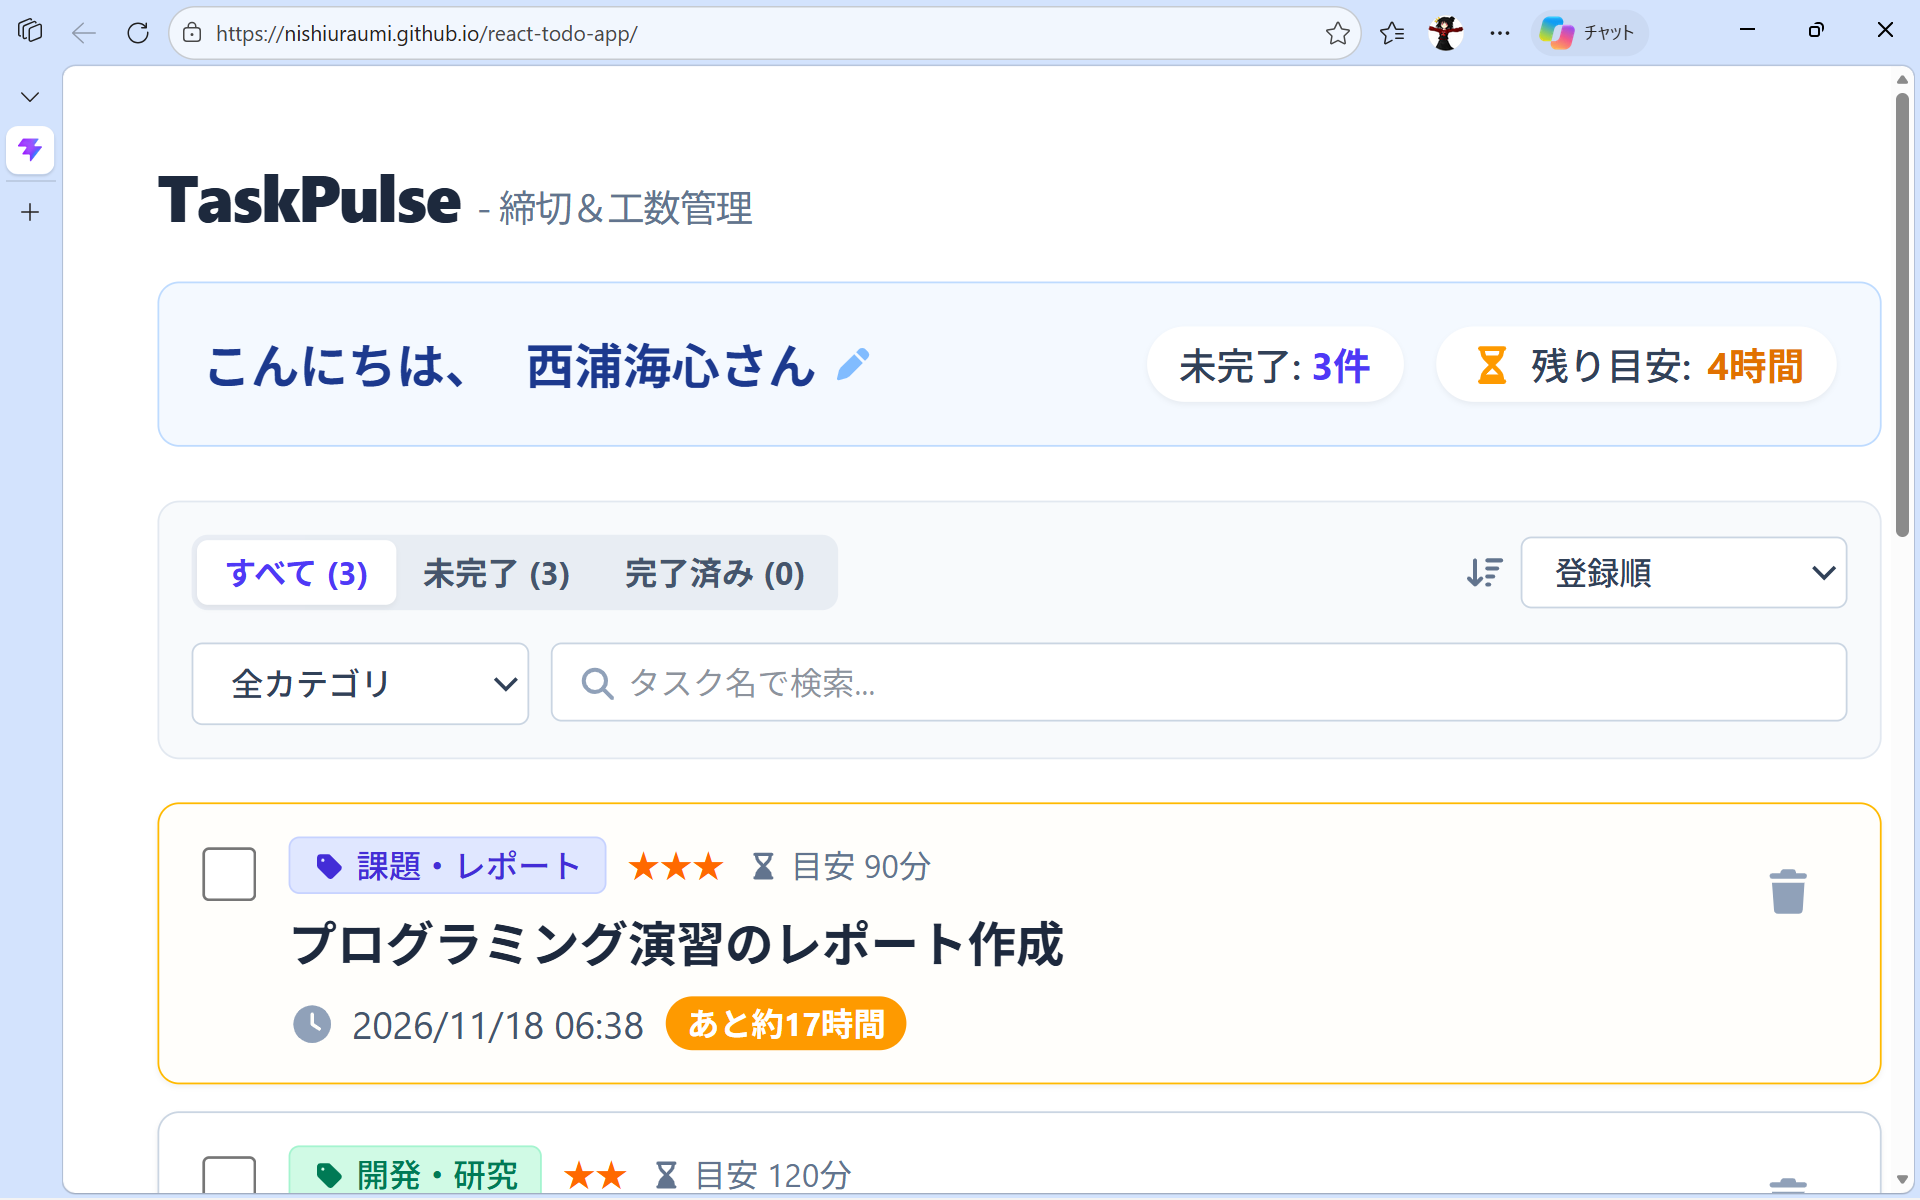 https://nishiuraumi.github.io/react-todo-app/
チャット
TaskPulse - 締切&工数管理
こんにちは、 西浦海心さん
未完了: 3件
残り目安: 4時間
すべて (3)
未完了 (3)
完了済み (0)
登録順
全カテゴリ
タスク名で検索...
課題・レポート ★★★ 目安 90分
プログラミング演習のレポート作成
2026/11/18 06:38 あと約17時間
開発・研究 ★★ 目安 120分